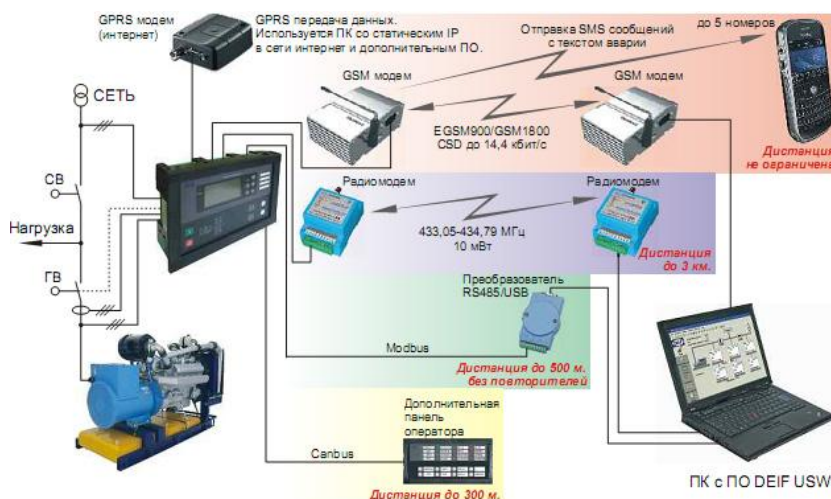 GPRS модем
(интернет)
GPRS передача данных.
Используется ПК со статическим IP
в сети интернет и дополнительным ПО.
Отправка SMS сообщений
с текстом аварии
до 5 номеров
GSM модем
GSM модем
СЕТЬ
EGSM900/GSM1800
CSD до 14,4 кбит/с
Дистанция
не ограничена
СВ
Радиомодем
Радиомодем
Нагрузка
433,05-434,79 МГц
10 мВт
Дистанция
до 3 км.
ГВ
Преобразователь
RS485/USB
Modbus
Дистанция до 500 м.
без повторителей
Дополнительная
панель
оператора
Canbus
Дистанция до 300 м.
ПК с ПО DEIF USW